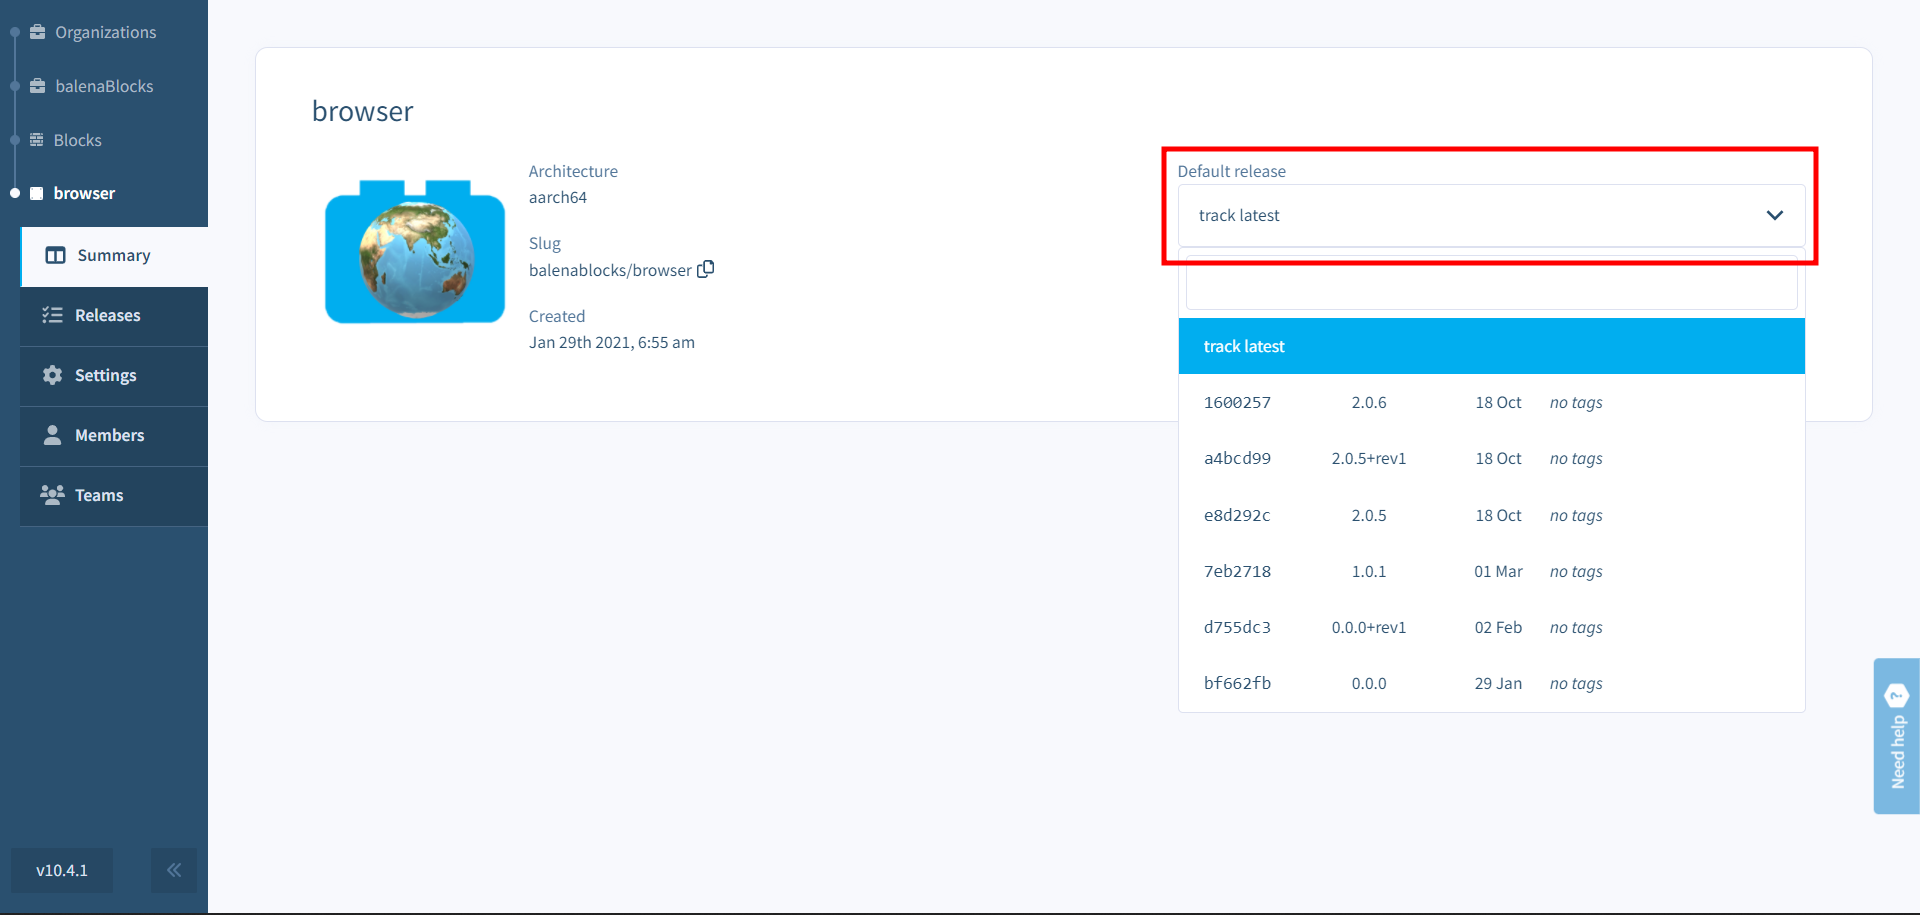 Organizations
balenaBlocks
Blocks
browser
Summary
Releases
Settings
Members
Teams
v10.4.1
browser
Architecture
aarch64
Slug
balenablocks/browser
Created
Jan 29th 2021, 6:55 am
Default release
track latest
track latest
1600257 2.0.6 18 Oct no tags
a4bcd99 2.0.5+rev1 18 Oct no tags
e8d292c 2.0.5 18 Oct no tags
7eb2718 1.0.1 01 Mar no tags
d755dc3 0.0.0+rev1 02 Feb no tags
bf662fb 0.0.0 29 Jan no tags
Need help ?